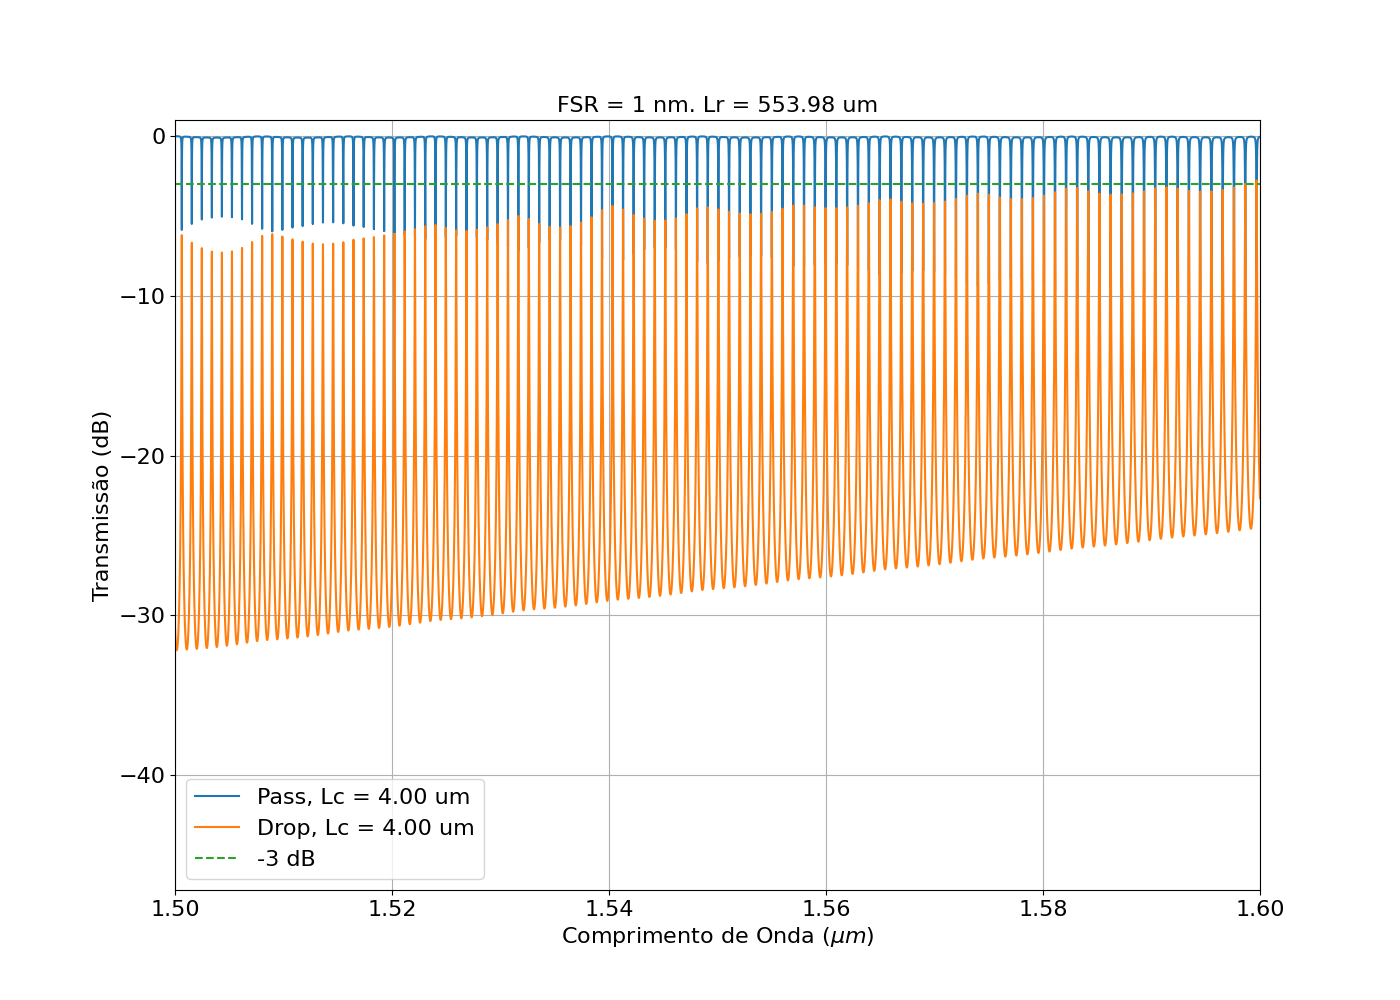 FSR = 1 nm. Lr = 553.98 um
0
−10
−20
−30
−40
Transmissão (dB)
Pass, Lc = 4.00 um
Drop, Lc = 4.00 um
-3 dB
1.50 1.52 1.54 1.56 1.58 1.60
Comprimento de Onda (μm)